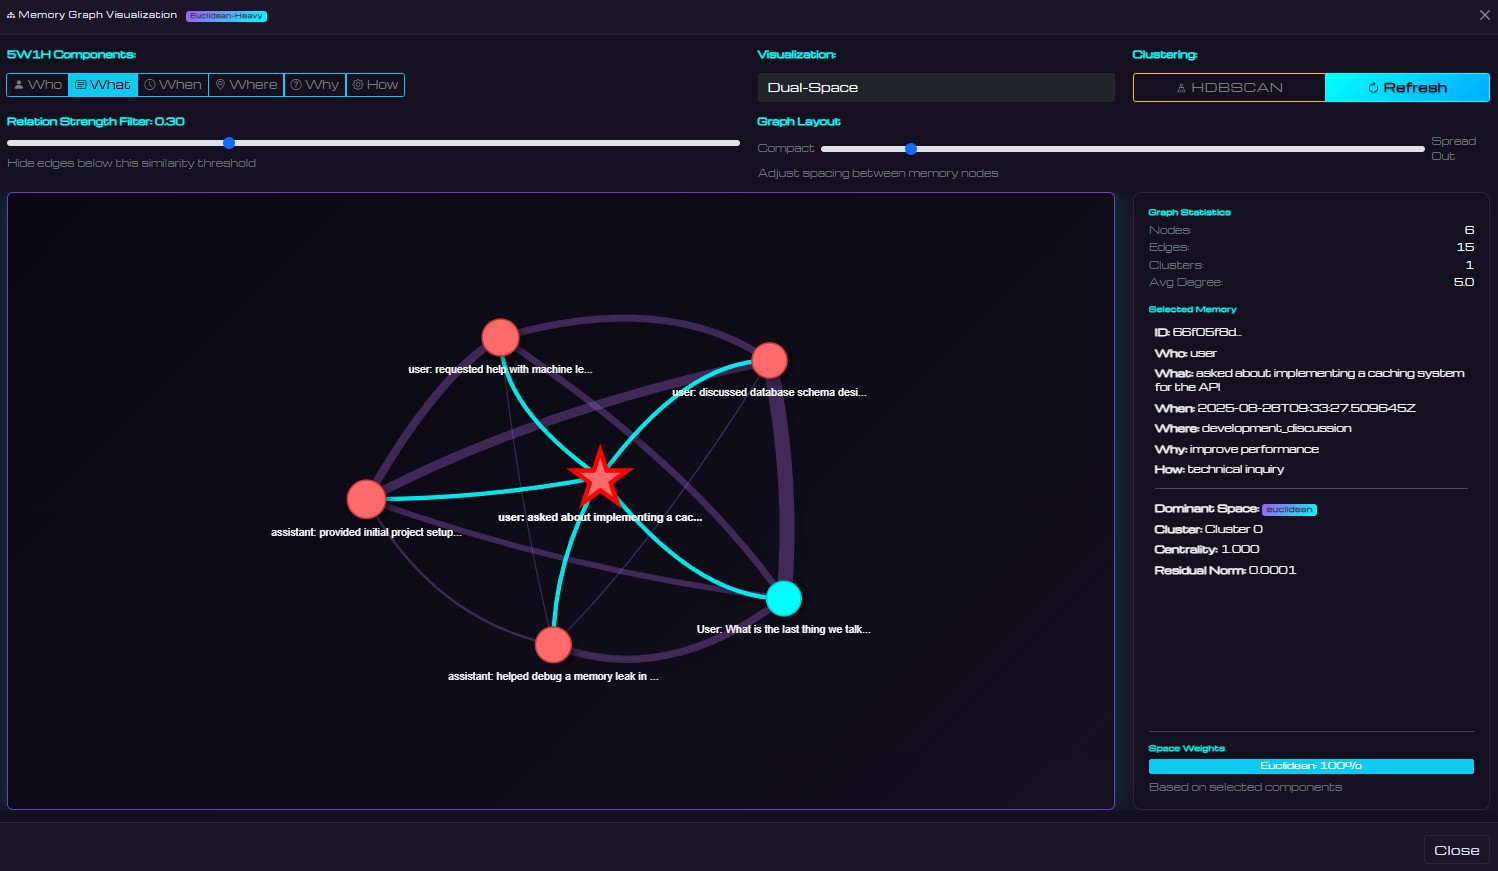 Memory Graph Visualization Euclidean-Heavy
5W1H Components:
Who What When Where Why How
Relation Strength Filter: 0.30
Hide edges below this similarity threshold
Visualization:
Dual-Space
Graph Layout
Compact
Spread
Out
Adjust spacing between memory nodes
Clustering:
HDBSCAN Refresh
user: requested help with machine le...
user: discussed database schema desi...
user: asked about implementing a cac...
assistant: provided initial project setup...
User: What is the last thing we talk...
assistant: helped debug a memory leak in ...
Graph Statistics
Nodes: 6
Edges: 15
Clusters: 1
Avg Degree: 5.0
Selected Memory
ID: 66f05f8d...
Who: user
What: asked about implementing a caching system
for the API
When: 2025-08-28T09:33:27.509645Z
Where: development_discussion
Why: improve performance
How: technical inquiry
Dominant Space: euclidean
Cluster: Cluster 0
Centrality: 1.000
Residual Norm: 0.0001
Space Weights
Euclidean: 100%
Based on selected components
Close